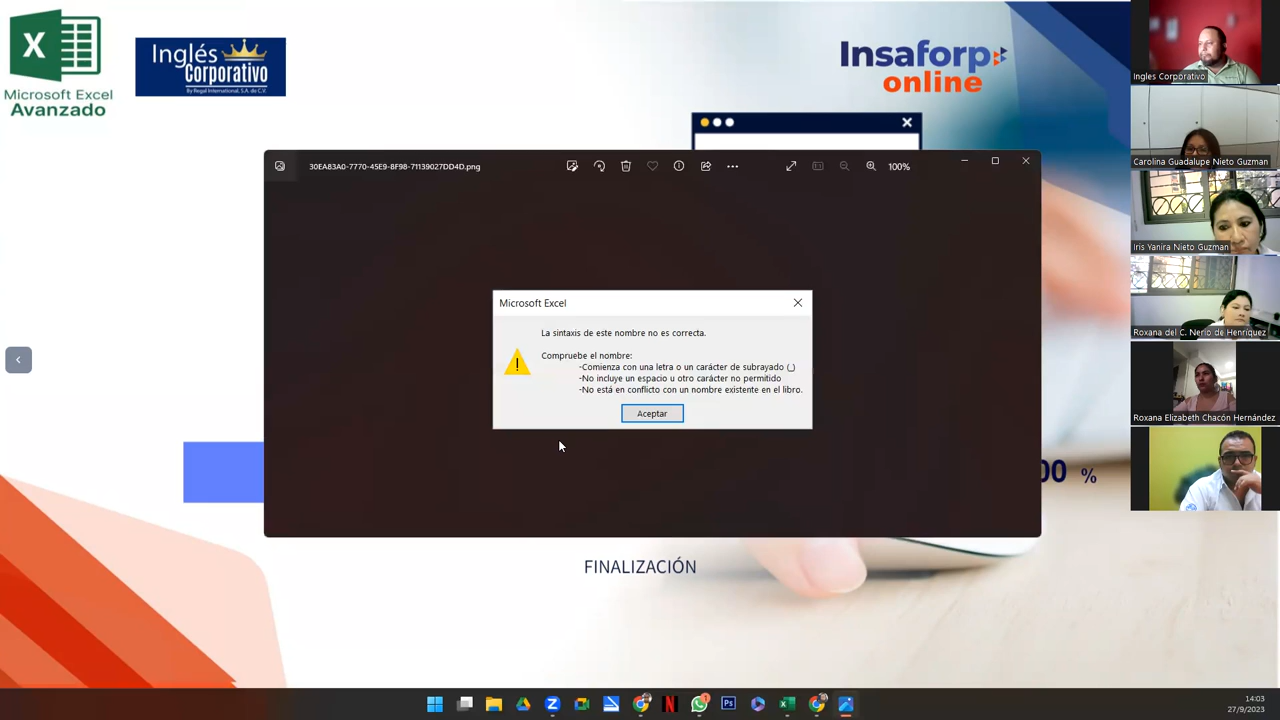 X
Microsoft Excel
Avanzado
Inglés
Corporativo
By Regal International, S.A. de C.V.
Insaforp
online
30EA83A0-7770-45E9-8F98-71139027DD4D.png
100%
Microsoft Excel
La sintaxis de este nombre no es correcta.
Compruebe el nombre:
-Comienza con una letra o un carácter de subrayado (_)
-No incluye un espacio u otro carácter no permitido
-No está en conflicto con un nombre existente en el libro.
Aceptar
00 %
FINALIZACIÓN
Ingles Corporativo
Carolina Guadalupe Nieto Guzman
Iris Yanira Nieto Guzman
Roxana del C. Nerio de Henriquez
Roxana Elizabeth Chacón Hernández
14:03
27/9/2023